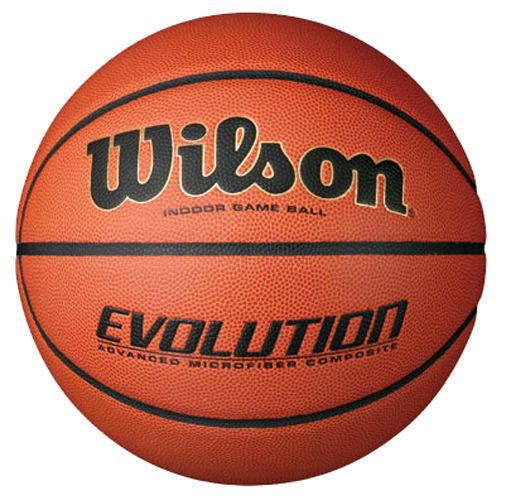 Wilson
INDOOR GAME BALL
EVOLUTION
ADVANCED MICROFIBER COMPOSITE